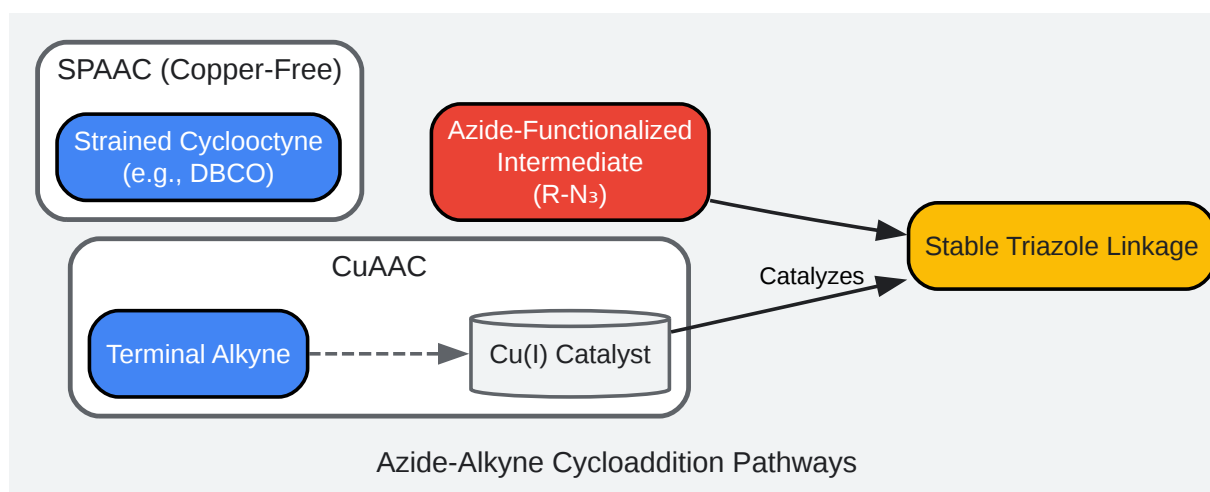 SPAAC (Copper-Free)
Strained Cyclooctyne
(e.g., DBCO)
Azide-Functionalized
Intermediate
(R-N₃)
Stable Triazole Linkage
CuAAC
Catalyzes
Terminal Alkyne
Cu(I) Catalyst
Azide-Alkyne Cycloaddition Pathways